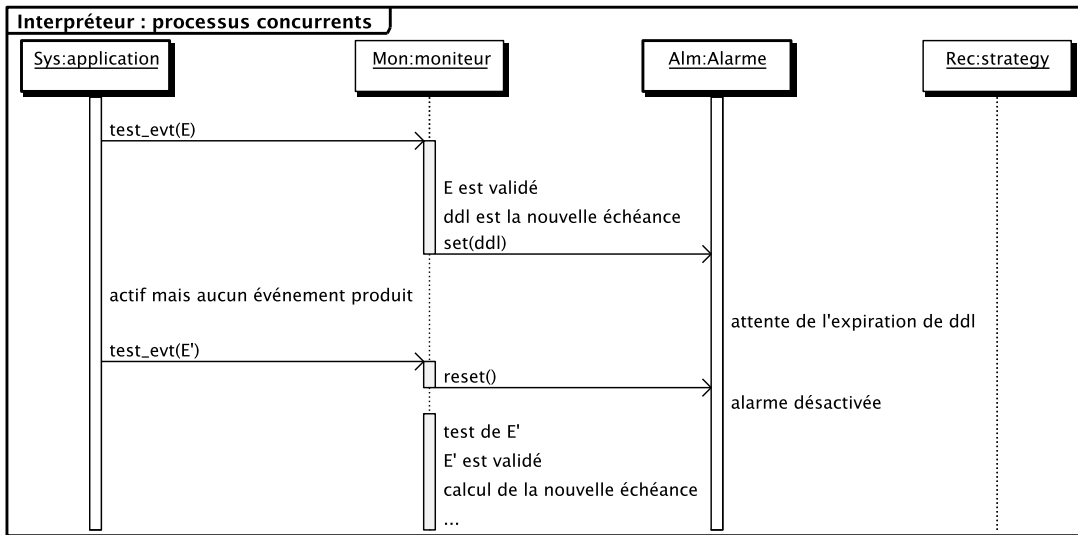 Interpréteur : processus concurrents
Sys:application
Mon:moniteur
Alm:Alarme
Rec:strategy
test_evt(E)
E est validé
ddl est la nouvelle échéance
set(ddl)
actif mais aucun événement produit
attente de l'expiration de ddl
test_evt(E')
reset()
alarme désactivée
test de E'
E' est validé
calcul de la nouvelle échéance
...